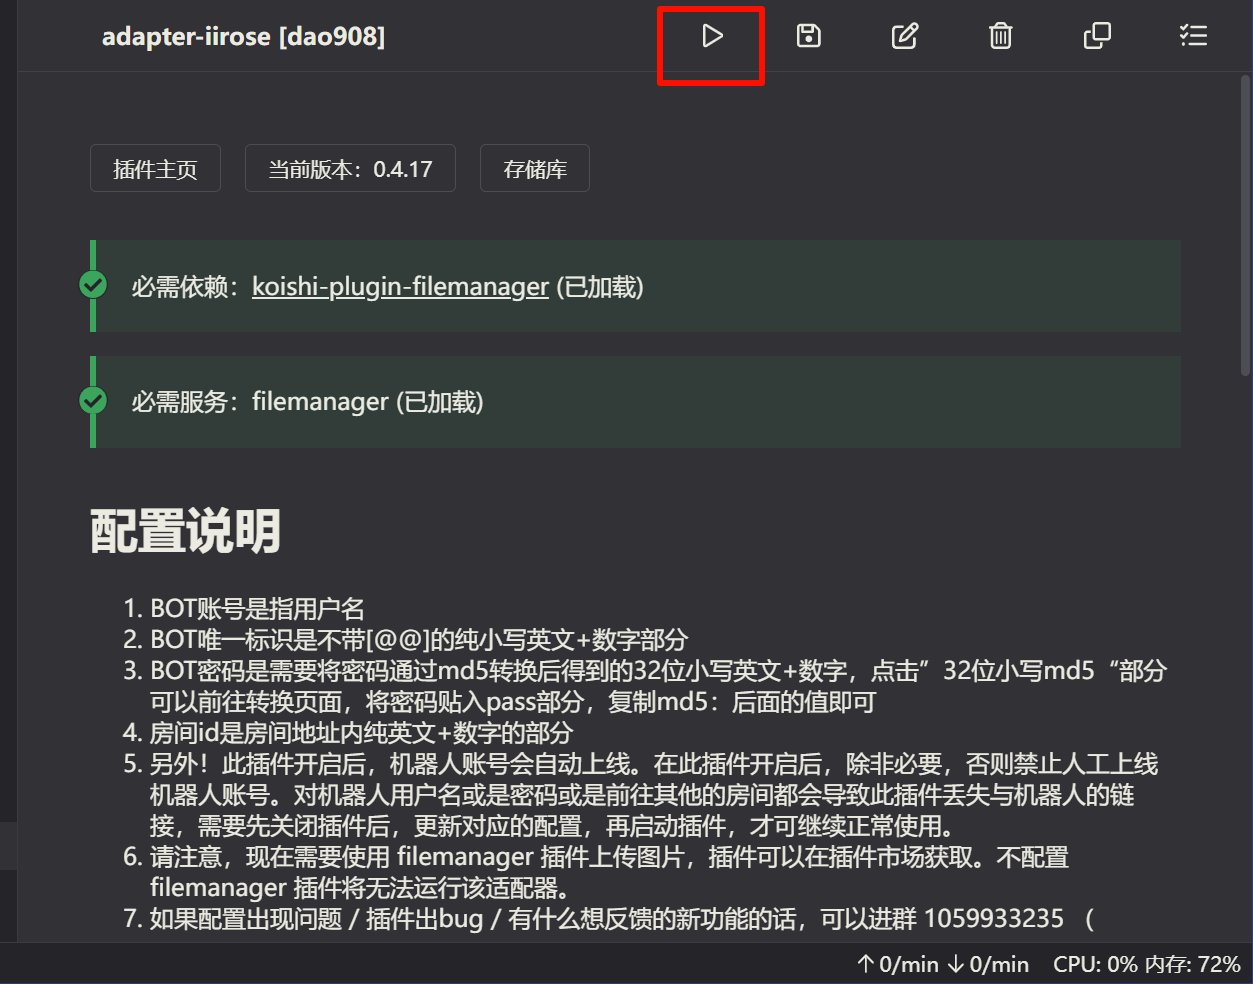 adapter-iirose [dao908]
插件主页
当前版本：0.4.17
存储库
必需依赖：koishi-plugin-filemanager (已加载)
必需服务：filemanager (已加载)
配置说明
1. BOT账号是指用户名
2. BOT唯一标识是不带[@@]的纯小写英文+数字部分
3. BOT密码是需要将密码通过md5转换后得到的32位小写英文+数字，点击”32位小写md5“部分
可以前往转换页面，将密码贴入pass部分，复制md5：后面的值即可
4. 房间id是房间地址内纯英文+数字的部分
5. 另外！此插件开启后，机器人账号会自动上线。在此插件开启后，除非必要，否则禁止人工上线
机器人账号。对机器人用户名或是密码或是前往其他的房间都会导致此插件丢失与机器人的链
接，需要先关闭插件后，更新对应的配置，再启动插件，才可继续正常使用。
6. 请注意，现在需要使用 filemanager 插件上传图片，插件可以在插件市场获取。不配置
filemanager 插件将无法运行该适配器。
7. 如果配置出现问题 / 插件出bug / 有什么想反馈的新功能的话，可以进群 1059933235 （
↑ 0/min ↓ 0/min CPU: 0% 内存: 72%